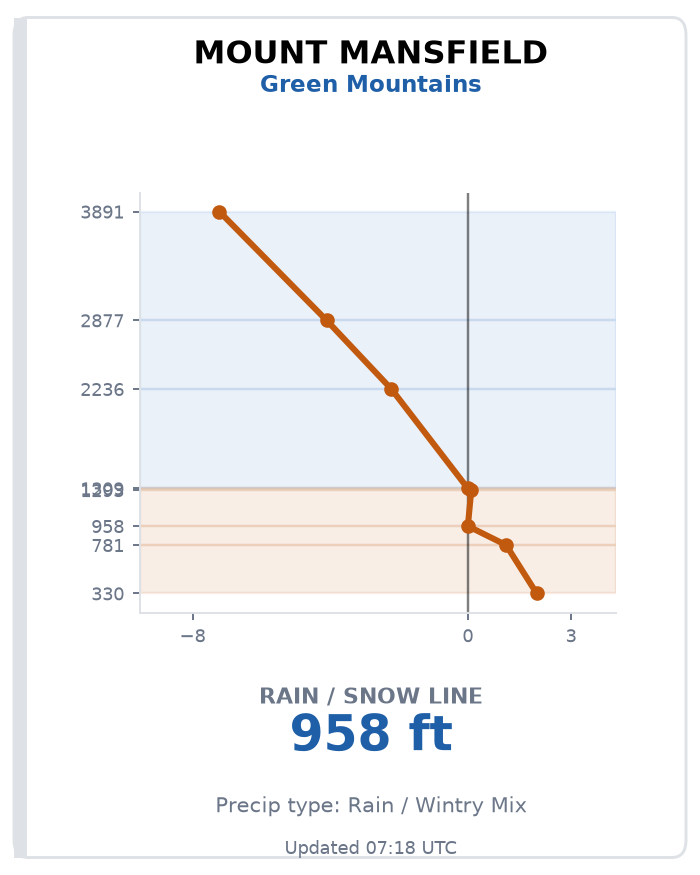 MOUNT MANSFIELD
Green Mountains
3891
2877
2236
958
781
330
−8 0 3
RAIN / SNOW LINE
958 ft
Precip type: Rain / Wintry Mix
Updated 07:18 UTC